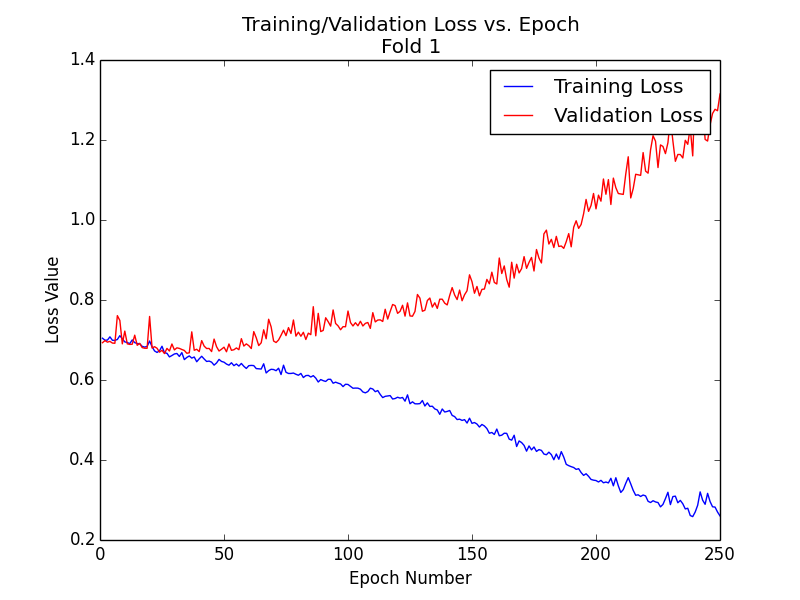 Training/Validation Loss vs. Epoch
Fold 1
Training Loss
Validation Loss
Loss Value
1.4
1.2
1.0
0.8
0.6
0.4
0.2
0
50
100
150
200
250
Epoch Number